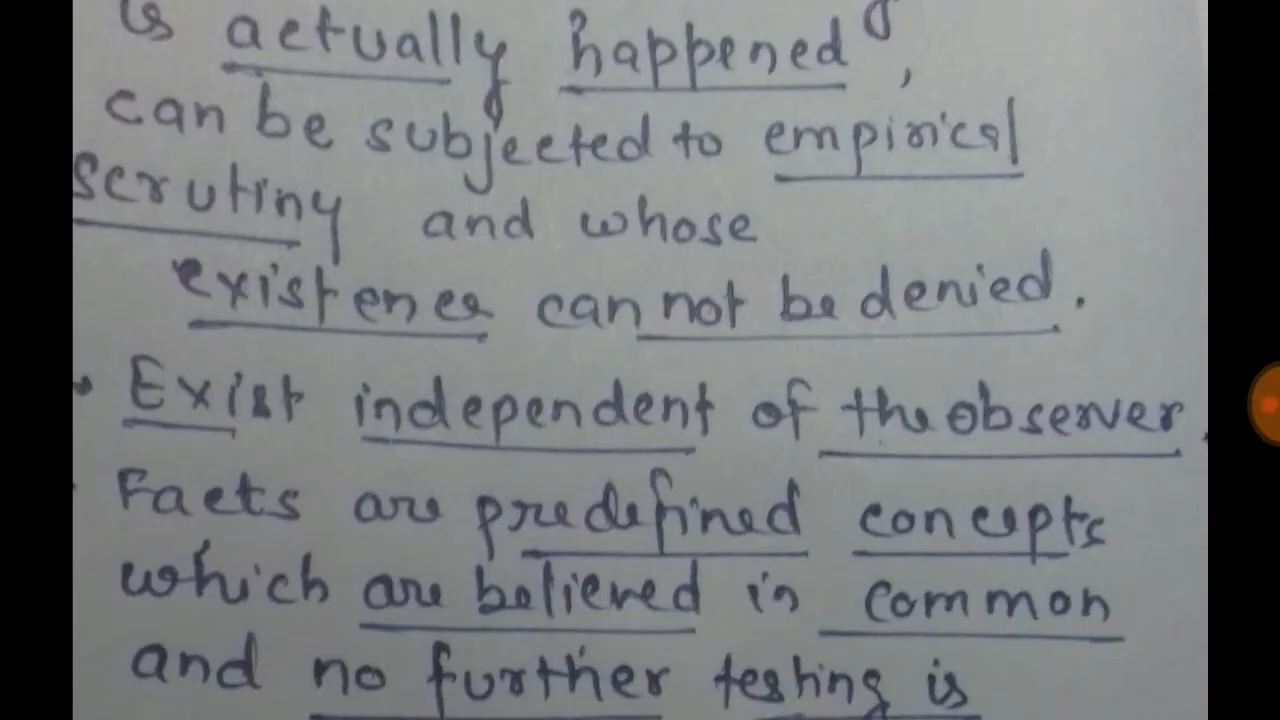 is actually happened,
can be subjected to empirical
scrutiny and whose
existence can not be denied.
• Exist independent of the observer.
Facts are predefined concepts
which are believed in common
and no further testing is